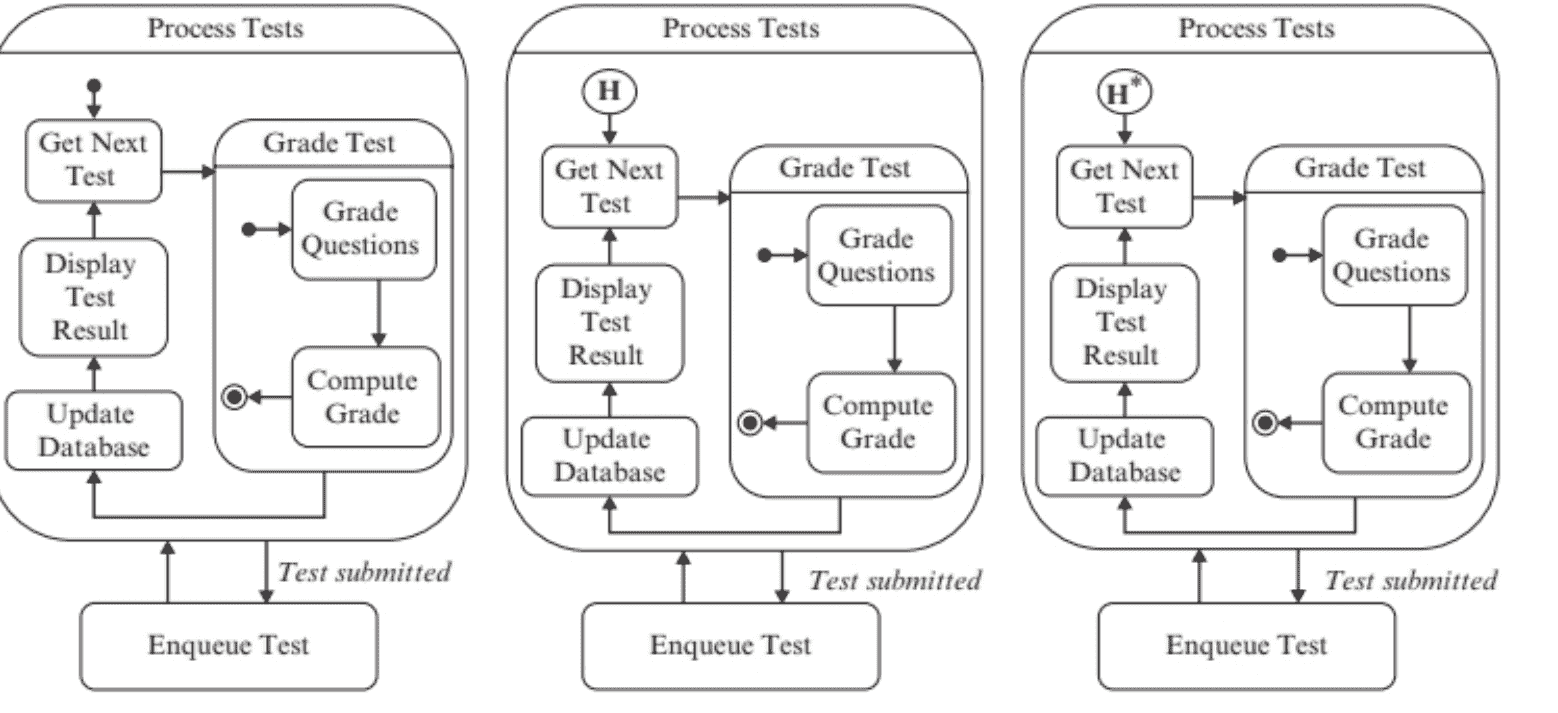 Process Tests
Get Next
Test
Grade Test
Grade
Questions
Display
Test
Result
Compute
Grade
Update
Database
Test submitted
Enqueue Test
Process Tests
H
Get Next
Test
Grade Test
Grade
Questions
Display
Test
Result
Compute
Grade
Update
Database
Test submitted
Enqueue Test
Process Tests
H*
Get Next
Test
Grade Test
Grade
Questions
Display
Test
Result
Compute
Grade
Update
Database
Test submitted
Enqueue Test